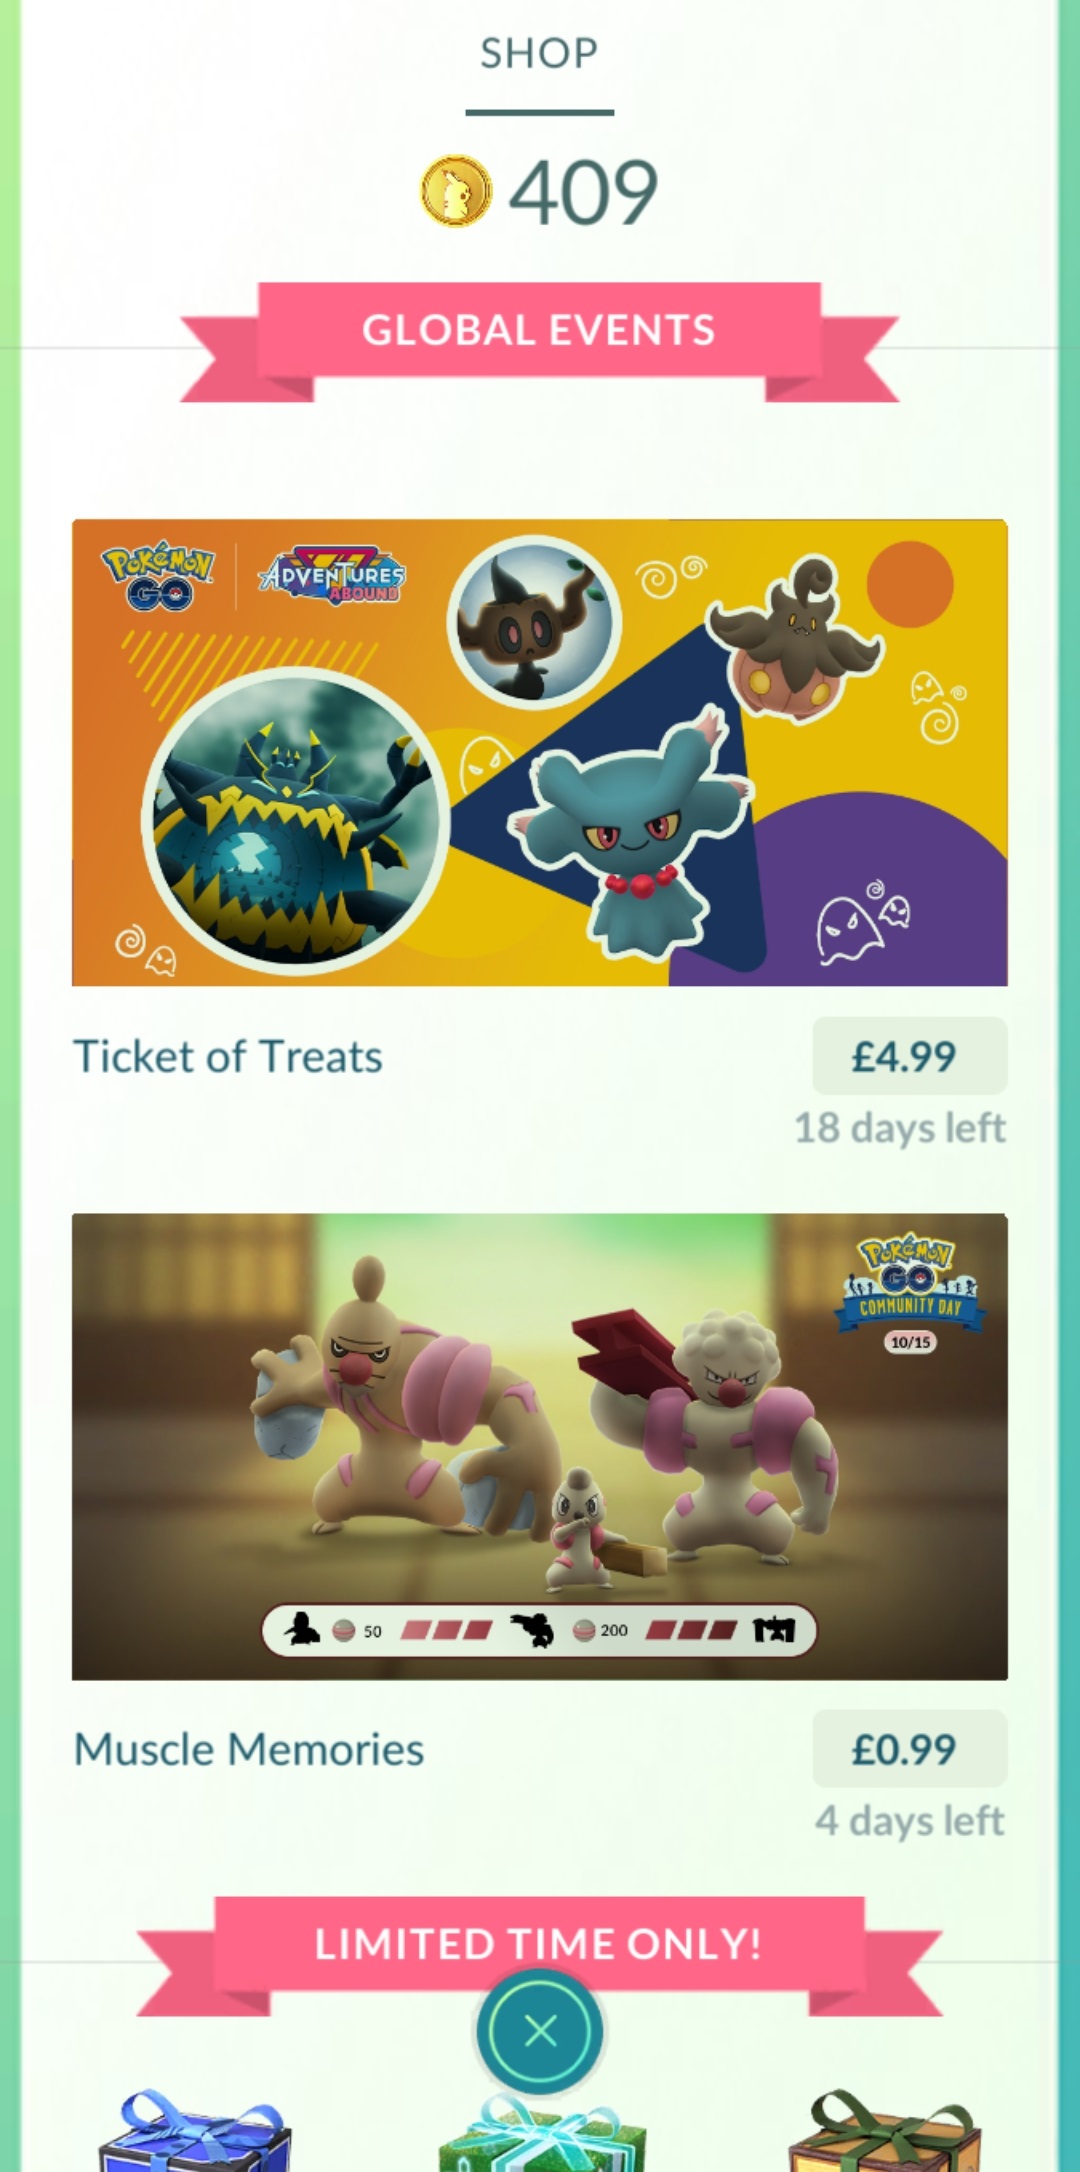 SHOP
409
GLOBAL EVENTS
POKÉMON GO
ADVENTURES ABOUND
Ticket of Treats
£4.99
18 days left
POKÉMON GO
COMMUNITY DAY
10/15
50
200
Muscle Memories
£0.99
4 days left
LIMITED TIME ONLY!